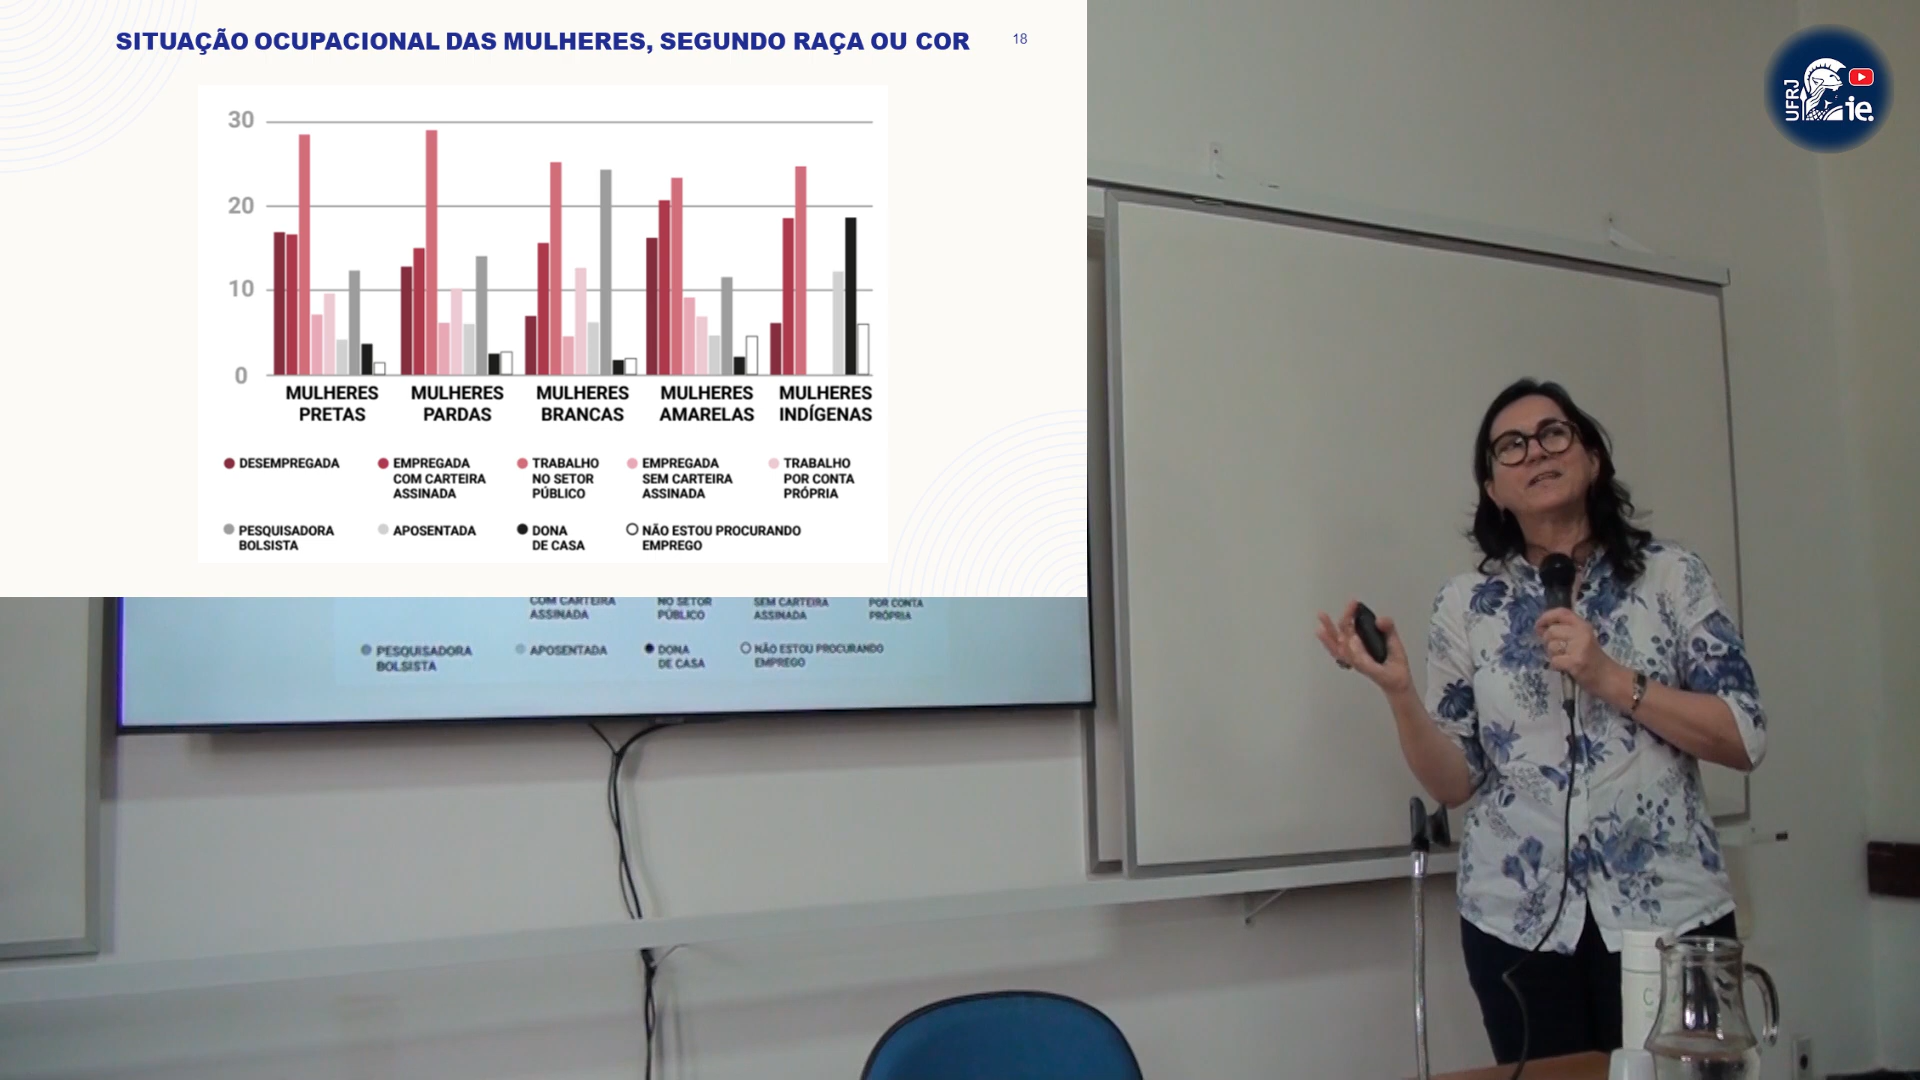 SITUAÇÃO OCUPACIONAL DAS MULHERES, SEGUNDO RAÇA OU COR
18
30
20
10
0
MULHERES
PRETAS
MULHERES
PARDAS
MULHERES
BRANCAS
MULHERES
AMARELAS
MULHERES
INDÍGENAS
DESEMPREGADA
EMPREGADA
COM CARTEIRA
ASSINADA
TRABALHO
NO SETOR
PÚBLICO
EMPREGADA
SEM CARTEIRA
ASSINADA
TRABALHO
POR CONTA
PRÓPRIA
PESQUISADORA
BOLSISTA
APOSENTADA
DONA
DE CASA
NÃO ESTOU PROCURANDO
EMPREGO
UFRJ
ie.
COM CARTEIRA
ASSINADA
NO SETOR
PÚBLICO
SEM CARTEIRA
ASSINADA
POR CONTA
PRÓPRIA
PESQUISADORA
BOLSISTA
APOSENTADA
DONA
DE CASA
NÃO ESTOU PROCURANDO
EMPREGO